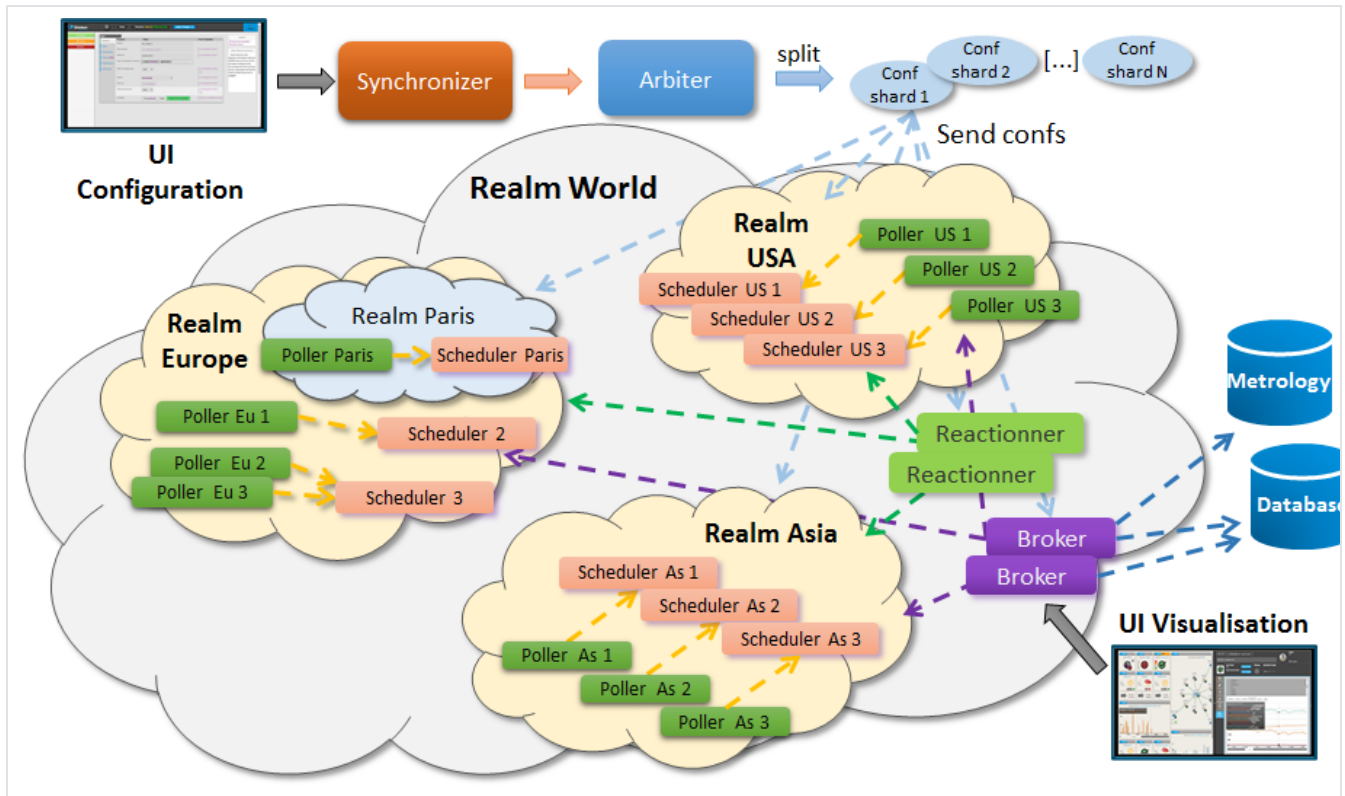 UI
Configuration
Synchronizer
Arbiter
split
Conf
shard 1
Conf
shard 2
[...]
Conf
shard N
Send confs
Realm World
Realm
USA
Poller US 1
Poller US 2
Poller US 3
Scheduler US 1
Scheduler US 2
Scheduler US 3
Realm
Europe
Realm Paris
Poller Paris
Scheduler Paris
Poller Eu 1
Scheduler 2
Poller Eu 2
Poller Eu 3
Scheduler 3
Reactionner
Reactionner
Metrology
Database
Realm Asia
Scheduler As 1
Scheduler As 2
Scheduler As 3
Poller As 1
Poller As 2
Poller As 3
Broker
Broker
UI Visualisation